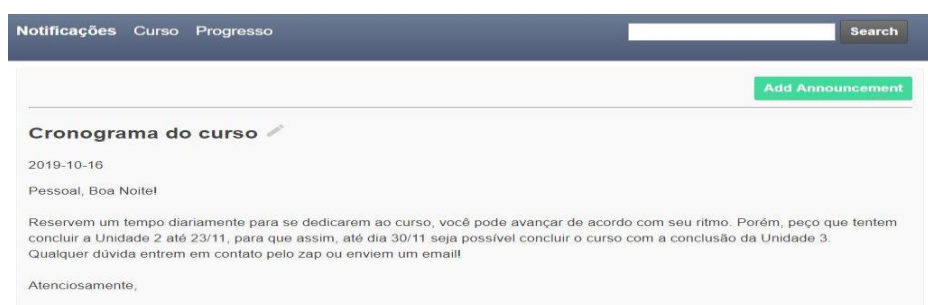 Notificações Curso Progresso Search
Add Announcement
Cronograma do curso
2019-10-16
Pessoal, Boa Noite!
Reservem um tempo diariamente para se dedicarem ao curso, você pode avançar de acordo com seu ritmo. Porém, peço que tentem
concluir a Unidade 2 até 23/11, para que assim, até dia 30/11 seja possível concluir o curso com a conclusão da Unidade 3.
Qualquer dúvida entrem em contato pelo zap ou enviem um email!
Atenciosamente,